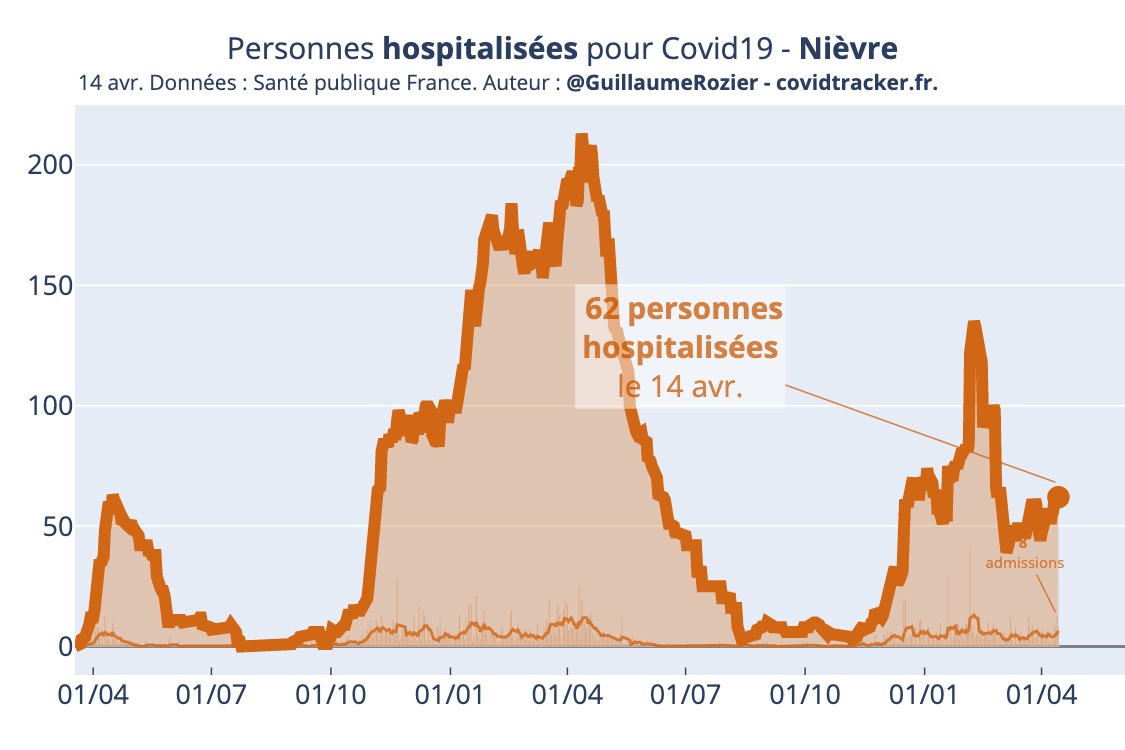 Personnes hospitalisées pour Covid19 - Nièvre
14 avr. Données : Santé publique France. Auteur : @GuillaumeRozier - covidtracker.fr.
200
150
100
50
0
62 personnes
hospitalisées
le 14 avr.
8
admissions
01/04 01/07 01/10 01/01 01/04 01/07 01/10 01/01 01/04